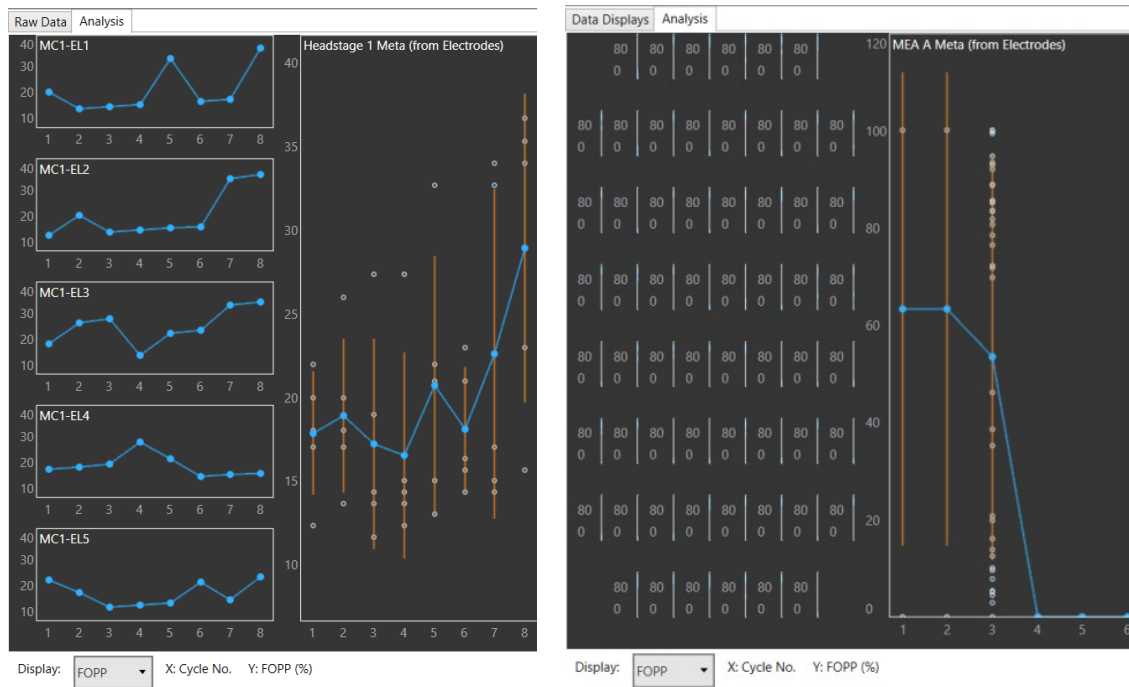 Raw Data Analysis
MC1-EL1
40
30
20
10
1 2 3 4 5 6 7 8
MC1-EL2
40
30
20
10
1 2 3 4 5 6 7 8
MC1-EL3
40
30
20
10
1 2 3 4 5 6 7 8
MC1-EL4
40
30
20
10
1 2 3 4 5 6 7 8
MC1-EL5
40
30
20
10
1 2 3 4 5 6 7 8
Headstage 1 Meta (from Electrodes)
40
35
30
25
20
15
10
1 2 3 4 5 6 7 8
Display: FOPP X: Cycle No. Y: FOPP (%)
Data Displays Analysis
80 80 80 80 80 80
0 0 0 0 0 0
80 80 80 80 80 80 80 80
0 0 0 0 0 0 0 0
80 80 80 80 80 80 80 80
0 0 0 0 0 0 0 0
80 80 80 80 80 80 80 80
0 0 0 0 0 0 0 0
80 80 80 80 80 80 80 80
0 0 0 0 0 0 0 0
80 80 80 80 80 80 80 80
0 0 0 0 0 0 0 0
80 80 80 80 80 80 80 80
0 0 0 0 0 0 0 0
80 80 80 80 80 80
0 0 0 0 0 0
MEA A Meta (from Electrodes)
120
100
80
60
40
20
0
1 2 3 4 5 6
Display: FOPP X: Cycle No. Y: FOPP (%)